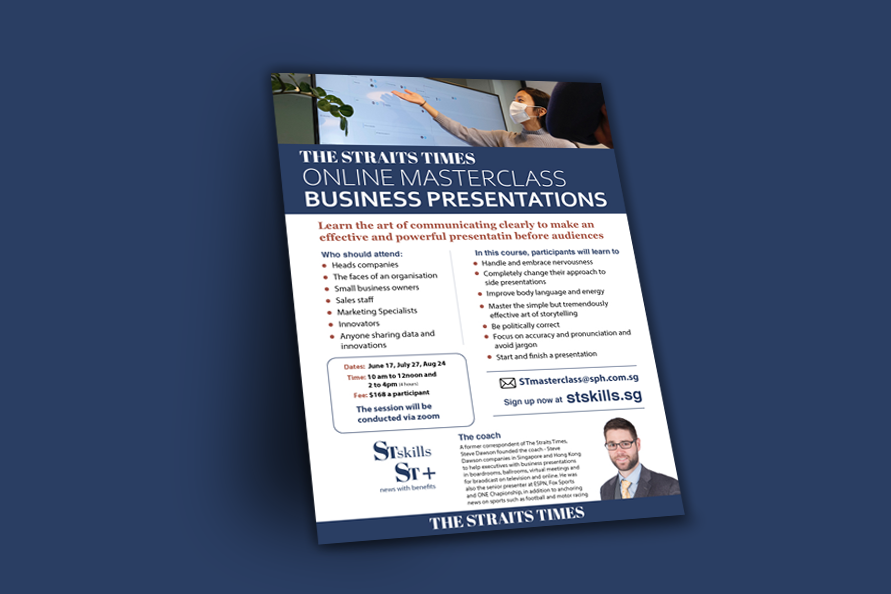 THE STRAITS TIMES
ONLINE MASTERCLASS
BUSINESS PRESENTATIONS
Learn the art of communicating clearly to make an
effective and powerful presentatin before audiences
Who should attend:
Heads companies
The faces of an organisation
Small business owners
Sales staff
Marketing Specialists
Innovators
Anyone sharing data and
innovations
In this course, participants will learn to
Handle and embrace nervousness
Completely change their approach to
side presentations
Improve body language and energy
Master the simple but tremendously
effective art of storytelling
Be politically correct
Focus on accuracy and pronunciation and
avoid jargon
Start and finish a presentation
Dates: June 17, July 27, Aug 24
Time: 10 am to 12noon and
2 to 4pm (4 hours)
Fee: $168 a participant
The session will be
conducted via zoom
STmasterclass@sph.com.sg
Sign up now at stskills.sg
STskills
ST+
news with benefits
The coach
A former correspondent of The Straits Times,
Steve Dawson founded the coach - Steve
Dawson companies in Singapore and Hong Kong
to help executives with business presentations
in boardrooms, ballrooms, virtual meetings and
for braidcast on television and online. He was
also the senior presenter at ESPN, Fox Sports
and ONE Chapionship, in addition to anchoring
news on sports such as football and motor racing
THE STRAITS TIMES